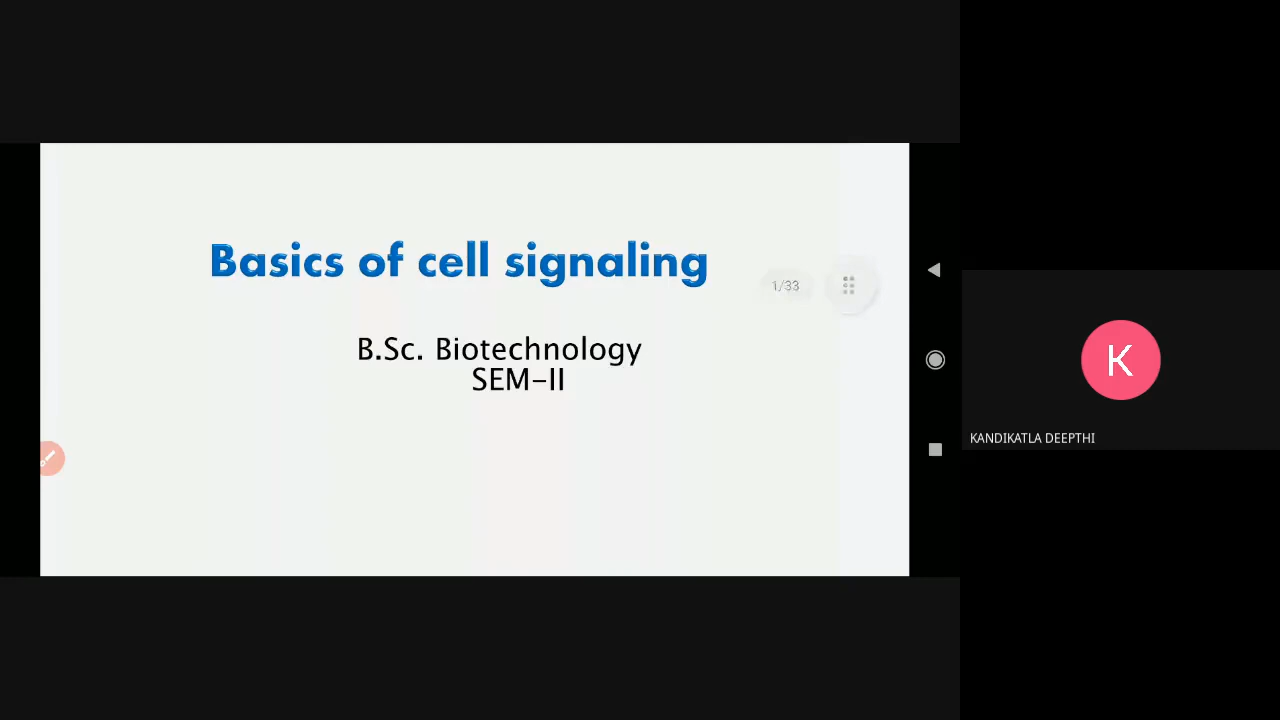 Basics of cell signaling
1/33
B.Sc. Biotechnology
SEM-II
K
KANDIKATLA DEEPTHI